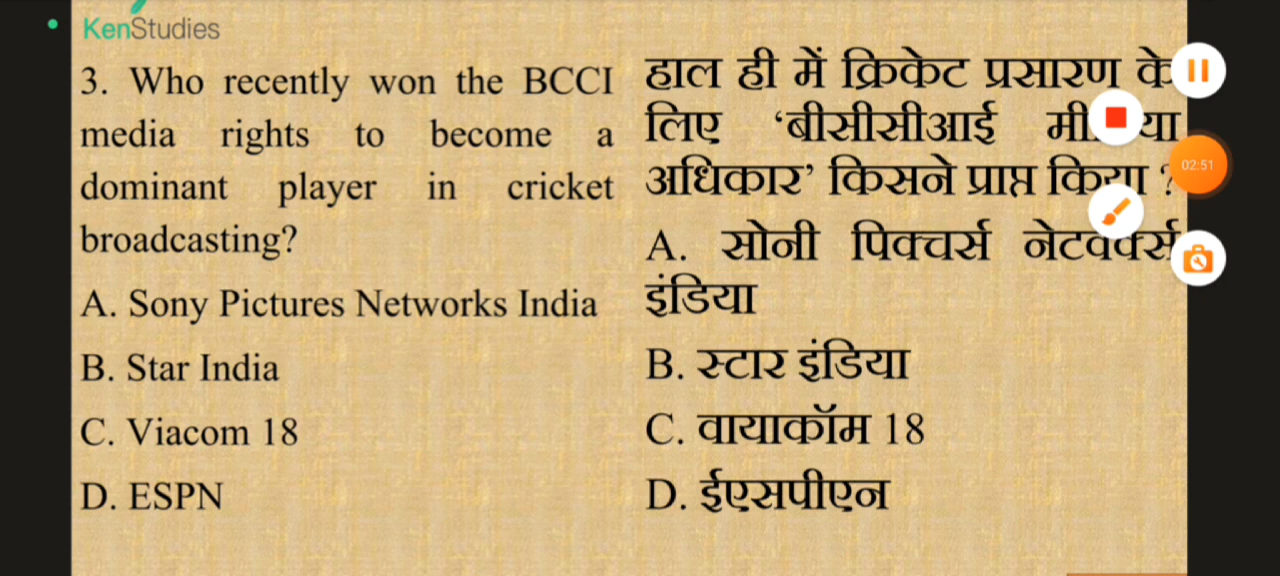 KenStudies
3. Who recently won the BCCI
media rights to become a
dominant player in cricket
broadcasting?
A. Sony Pictures Networks India
B. Star India
C. Viacom 18
D. ESPN
हाल ही में क्रिकेट प्रसारण के
लिए ‘बीसीसीआई
अधिकार’ किसने प्राप्त किया ?
A. सोनी पिक्चर्स नेटवर्क्स
इंडिया
B. स्टार इंडिया
C. वायाकॉम 18
D. ईएसपीएन
02:51